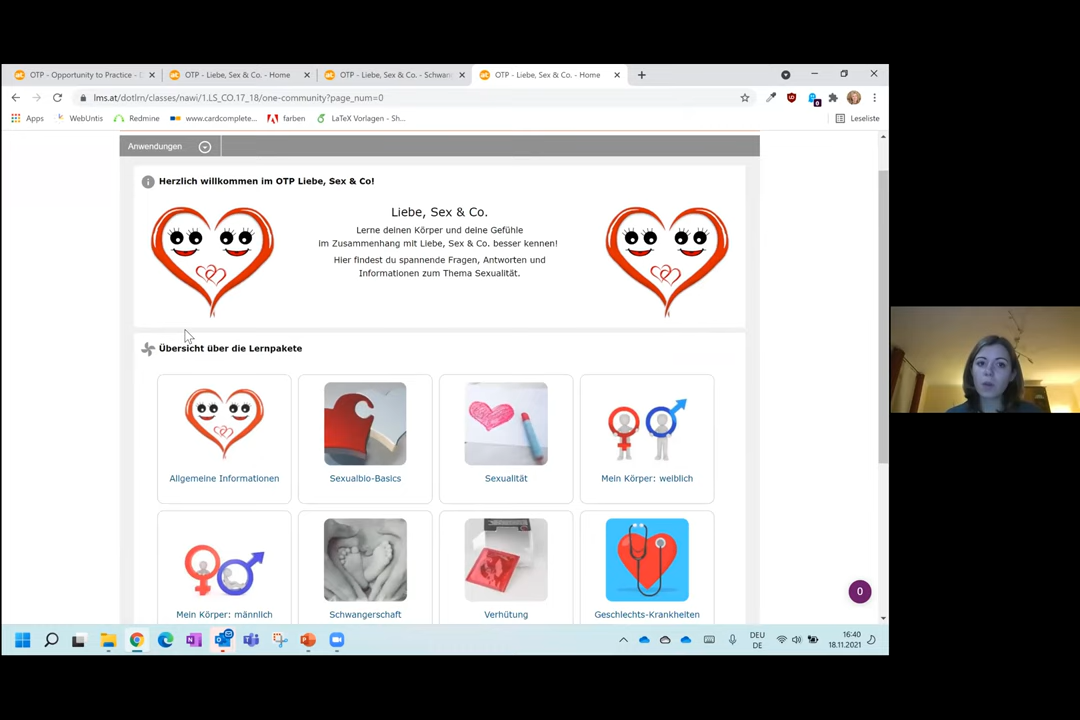 OTP - Opportunity to Practice - 
OTP - Liebe, Sex & Co. - Home
OTP - Liebe, Sex & Co. - Schwan
OTP - Liebe, Sex & Co. - Home
lms.at/dotlrn/classes/nawi/1.LS_CO.17_18/one-community?page_num=0
Apps
WebUntis
Redmine
www.cardcomplete...
farben
LaTeX Vorlagen - Sh...
Leseliste
Anwendungen
Herzlich willkommen im OTP Liebe, Sex & Co!
Liebe, Sex & Co.
Lerne deinen Körper und deine Gefühle
im Zusammenhang mit Liebe, Sex & Co. besser kennen!
Hier findest du spannende Fragen, Antworten und
Informationen zum Thema Sexualität.
Übersicht über die Lernpakete
Allgemeine Informationen
Sexualbio-Basics
Sexualität
Mein Körper: weiblich
Mein Körper: männlich
Schwangerschaft
Verhütung
Geschlechts-Krankheiten
0
DEU
DE
16:40
18.11.2021